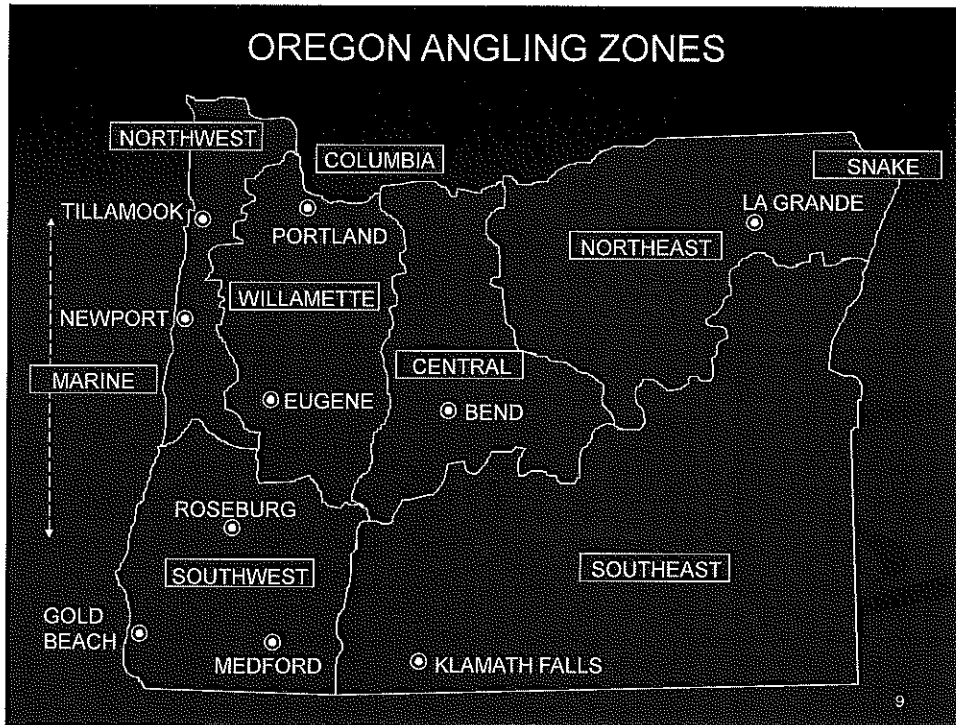 OREGON ANGLING ZONES
NORTHWEST
COLUMBIA
SNAKE
TILLAMOOK
PORTLAND
LA GRANDE
NORTHEAST
WILLAMETTE
NEWPORT
MARINE
CENTRAL
EUGENE
BEND
ROSEBURG
SOUTHWEST
SOUTHEAST
GOLD
BEACH
MEDFORD
KLAMATH FALLS
9